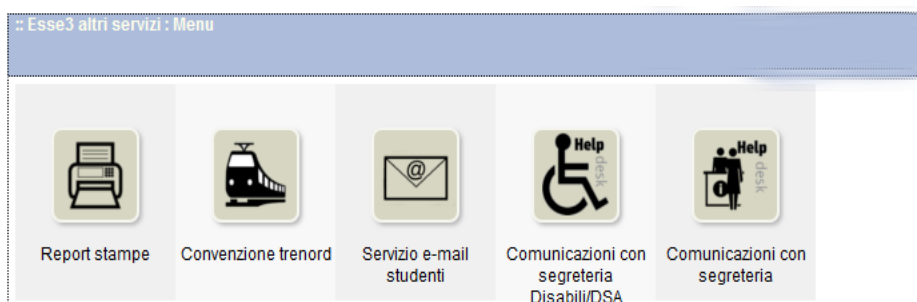 :: Esse3 altri servizi : Menu
Help
desk
Help
desk
@
Report stampe
Convenzione trenord
Servizio e-mail
studenti
Comunicazioni con
segreteria
Disabili/DSA
Comunicazioni con
segreteria